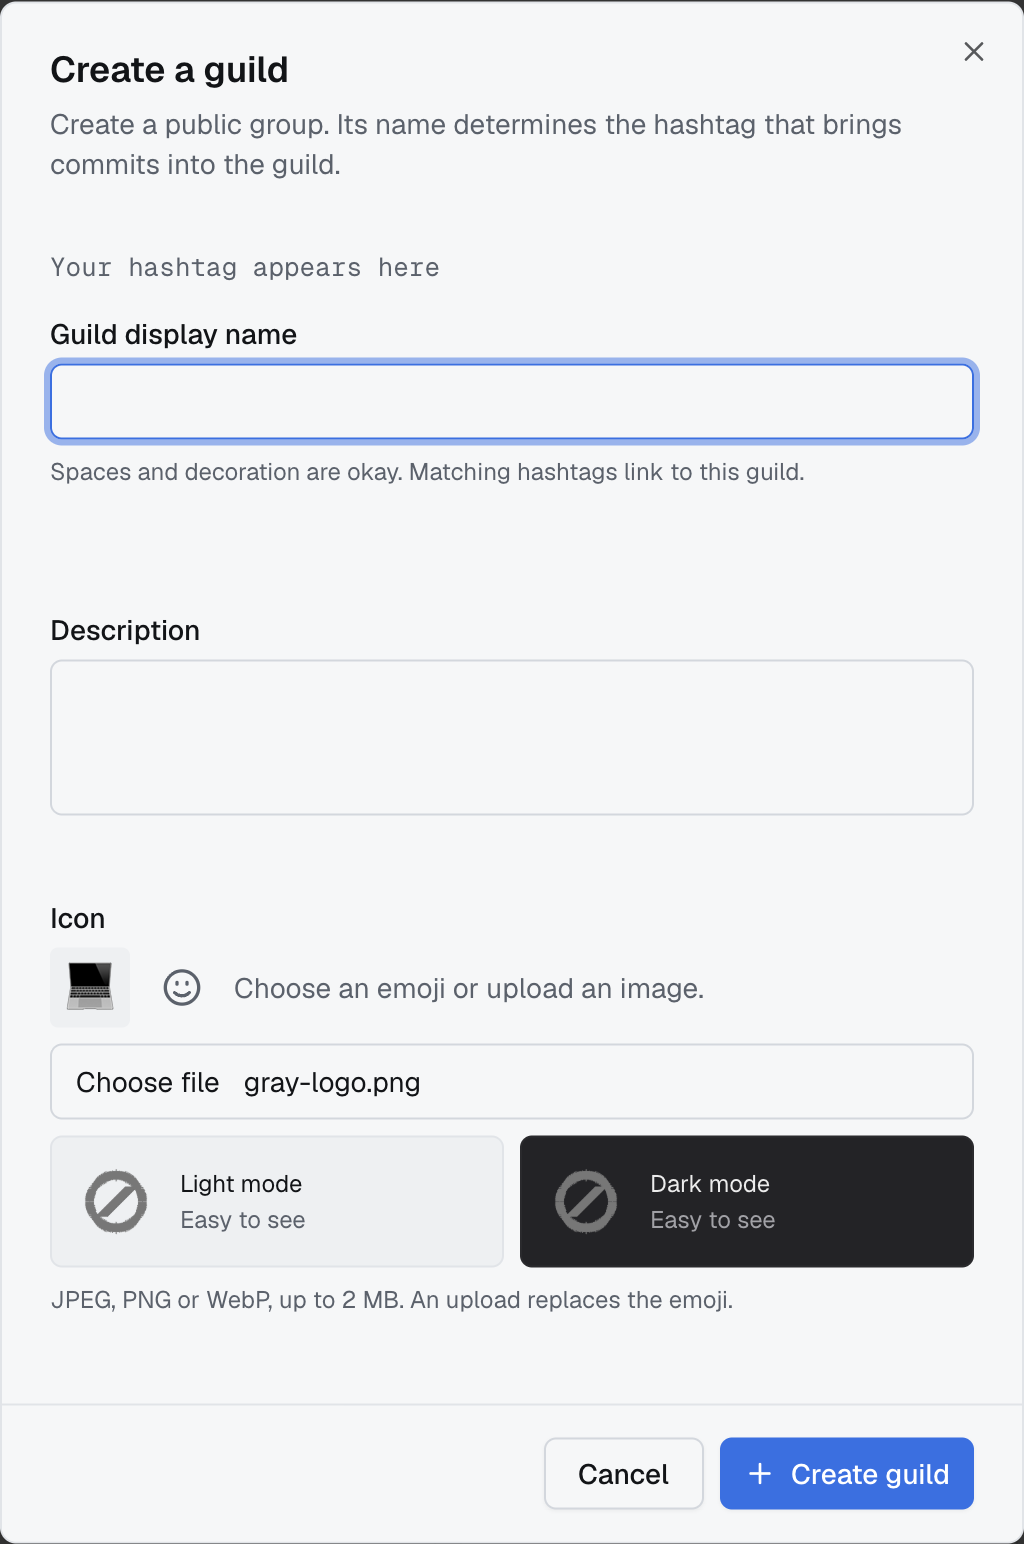 Create a guild
Create a public group. Its name determines the hashtag that brings
commits into the guild.
Your hashtag appears here
Guild display name
Spaces and decoration are okay. Matching hashtags link to this guild.
Description
Icon
Choose an emoji or upload an image.
Choose file gray-logo.png
Light mode
Easy to see
Dark mode
Easy to see
JPEG, PNG or WebP, up to 2 MB. An upload replaces the emoji.
Cancel
Create guild